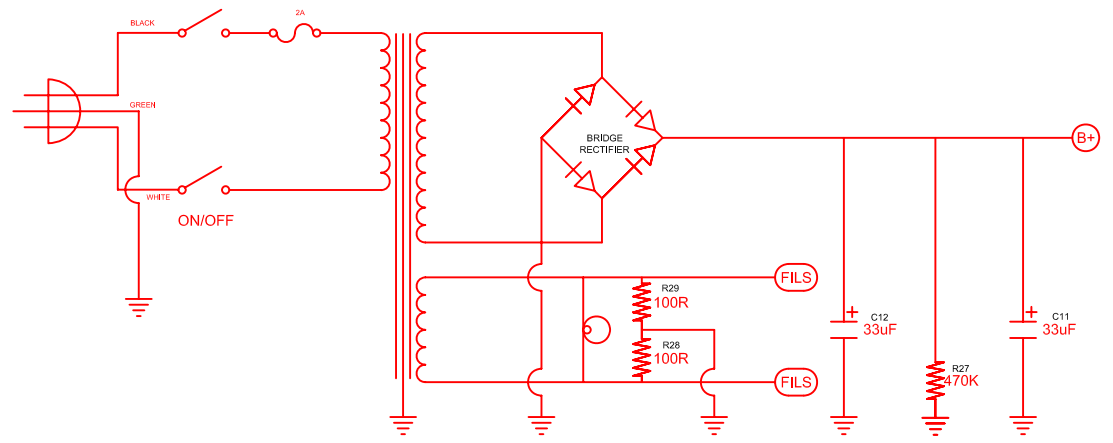 BLACK
2A
GREEN
WHITE
ON/OFF
BRIDGE
RECTIFIER
B+
FILS
R29
100R
R28
100R
FILS
+
C12
33uF
R27
470K
+
C11
33uF